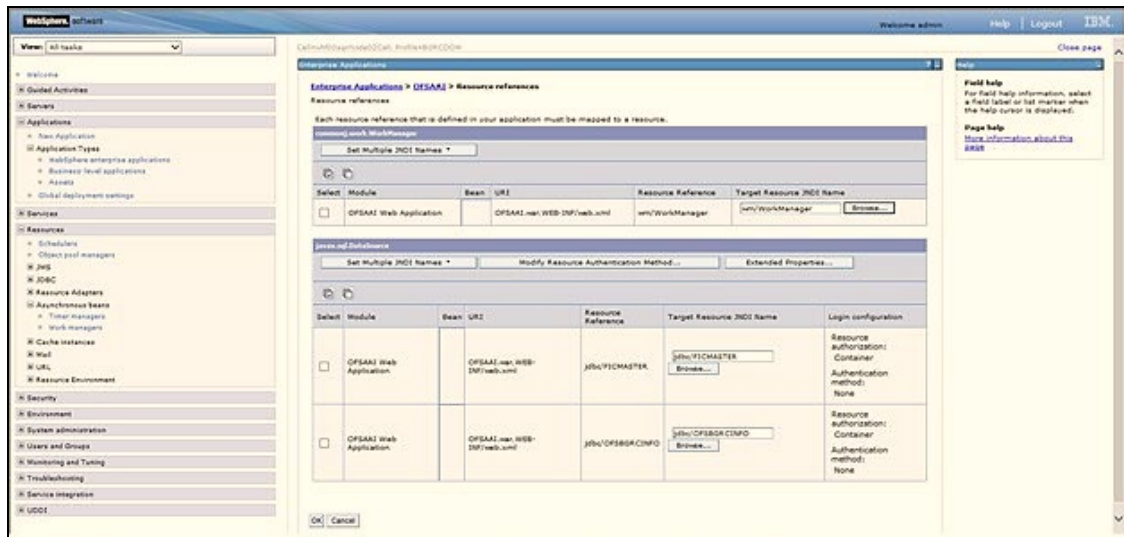 WebSphere. software
Welcome admin
Help | Logout
IBM.
View: All tasks
Welcome
Guided Activities
Servers
Applications
New Application
Application Types
WebSphere enterprise applications
Business-level applications
Assets
Global deployment settings
Services
Resources
Schedulers
Object pool managers
JMS
JDBC
Resource Adapters
Asynchronous beans
Timer managers
Work managers
Cache instances
Mail
URL
Resource Environment
Security
Environment
System administration
Users and Groups
Monitoring and Tuning
Troubleshooting
Service integration
UDDI
Close page
Enterprise Applications
Enterprise Applications > OFSAAI > Resource references
Resource references
Each resource reference that is defined in your application must be mapped to a resource.
commonj.work.WorkManager
Set Multiple JNDI Names
Select Module Bean URI Resource Reference Target Resource JNDI Name
OFSAAI Web Application OFSAAI.war,WEB-INF/web.xml wm/WorkManager wm/WorkManager Browse...
javax.sql.DataSource
Set Multiple JNDI Names Modify Resource Authentication Method... Extended Properties...
Select Module Bean URI Resource Reference Target Resource JNDI Name Login configuration
OFSAAI Web Application OFSAAI.war,WEB-INF/web.xml jdbc/FICMASTER jdbc/FICMASTER Browse...
Resource authorization:
Container
Authentication method:
None
OFSAAI Web Application OFSAAI.war,WEB-INF/web.xml jdbc/OFSBGRCINFO jdbc/OFSBGRCINFO Browse...
Resource authorization:
Container
Authentication method:
None
OK Cancel
Help
Field help
For field help information, select
a field label or list marker when
the help cursor is displayed.
Page help
More information about this
page